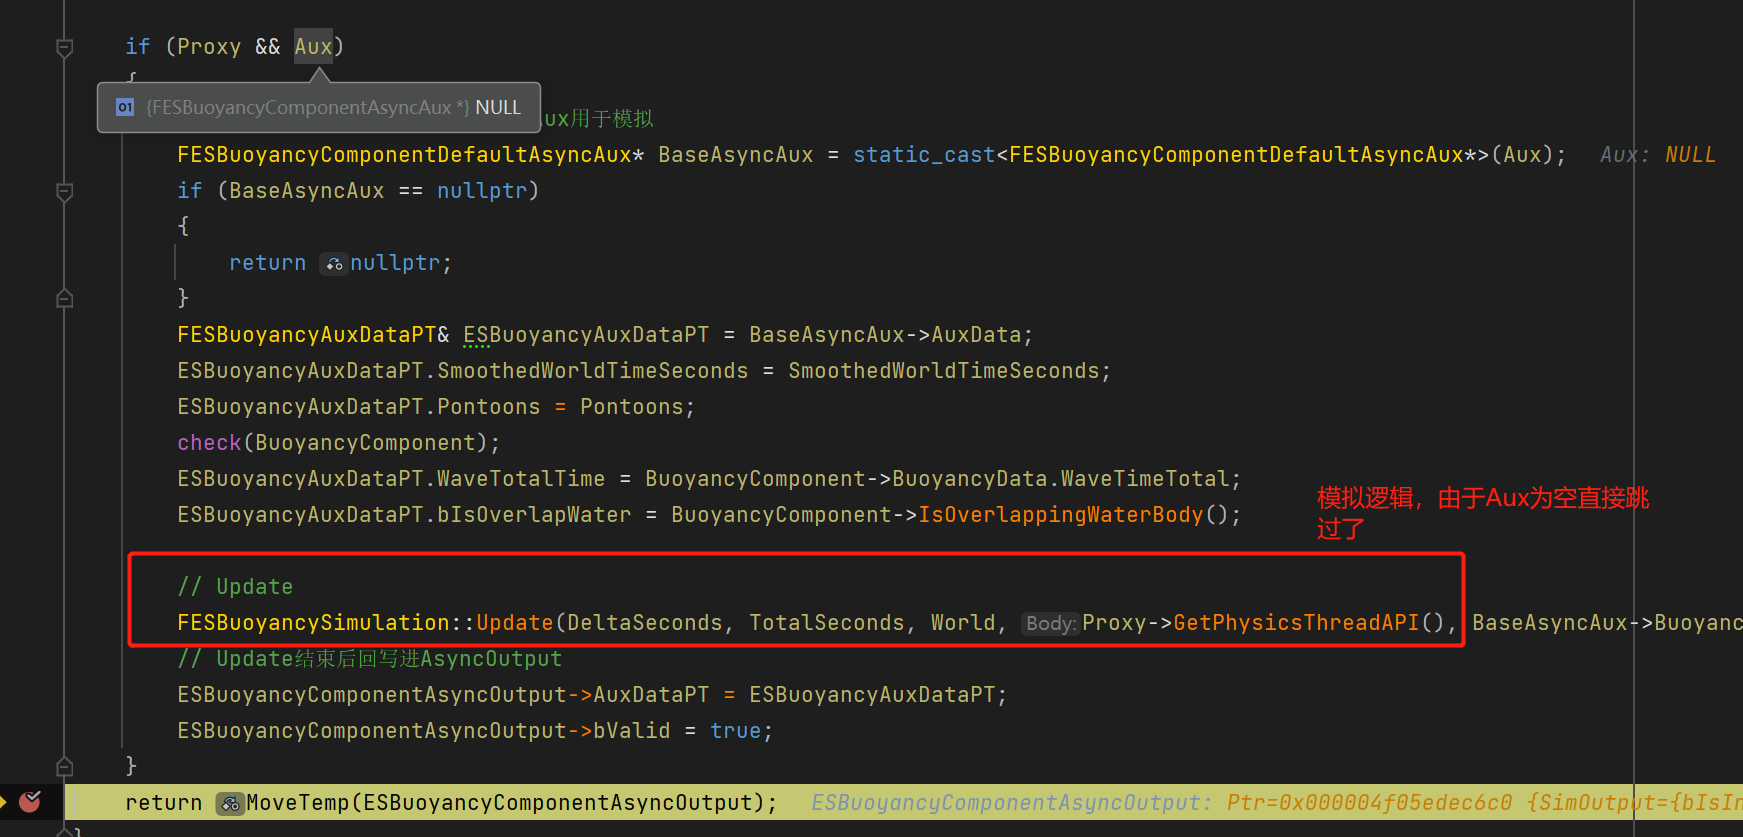 if (Proxy && Aux)
{
{FESBuoyancyComponentAsyncAux *} NULL
ux用于模拟
FESBuoyancyComponentDefaultAsyncAux* BaseAsyncAux = static_cast<FESBuoyancyComponentDefaultAsyncAux*>(Aux); Aux: NULL
if (BaseAsyncAux == nullptr)
{
return nullptr;
}
FESBuoyancyAuxDataPT& ESBuoyancyAuxDataPT = BaseAsyncAux->AuxData;
ESBuoyancyAuxDataPT.SmoothedWorldTimeSeconds = SmoothedWorldTimeSeconds;
ESBuoyancyAuxDataPT.Pontoons = Pontoons;
check(BuoyancyComponent);
ESBuoyancyAuxDataPT.WaveTotalTime = BuoyancyComponent->BuoyancyData.WaveTimeTotal;
ESBuoyancyAuxDataPT.bIsOverlapWater = BuoyancyComponent->IsOverlappingWaterBody();
模拟逻辑，由于Aux为空直接跳
过了
// Update
FESBuoyancySimulation::Update(DeltaSeconds, TotalSeconds, World, Body: Proxy->GetPhysicsThreadAPI(), BaseAsyncAux->Buoyanc
// Update结束后回写进AsyncOutput
ESBuoyancyComponentAsyncOutput->AuxDataPT = ESBuoyancyAuxDataPT;
ESBuoyancyComponentAsyncOutput->bValid = true;
}
return MoveTemp(ESBuoyancyComponentAsyncOutput); ESBuoyancyComponentAsyncOutput: Ptr=0x000004f05edec6c0 {SimOutput={bIsIn
}